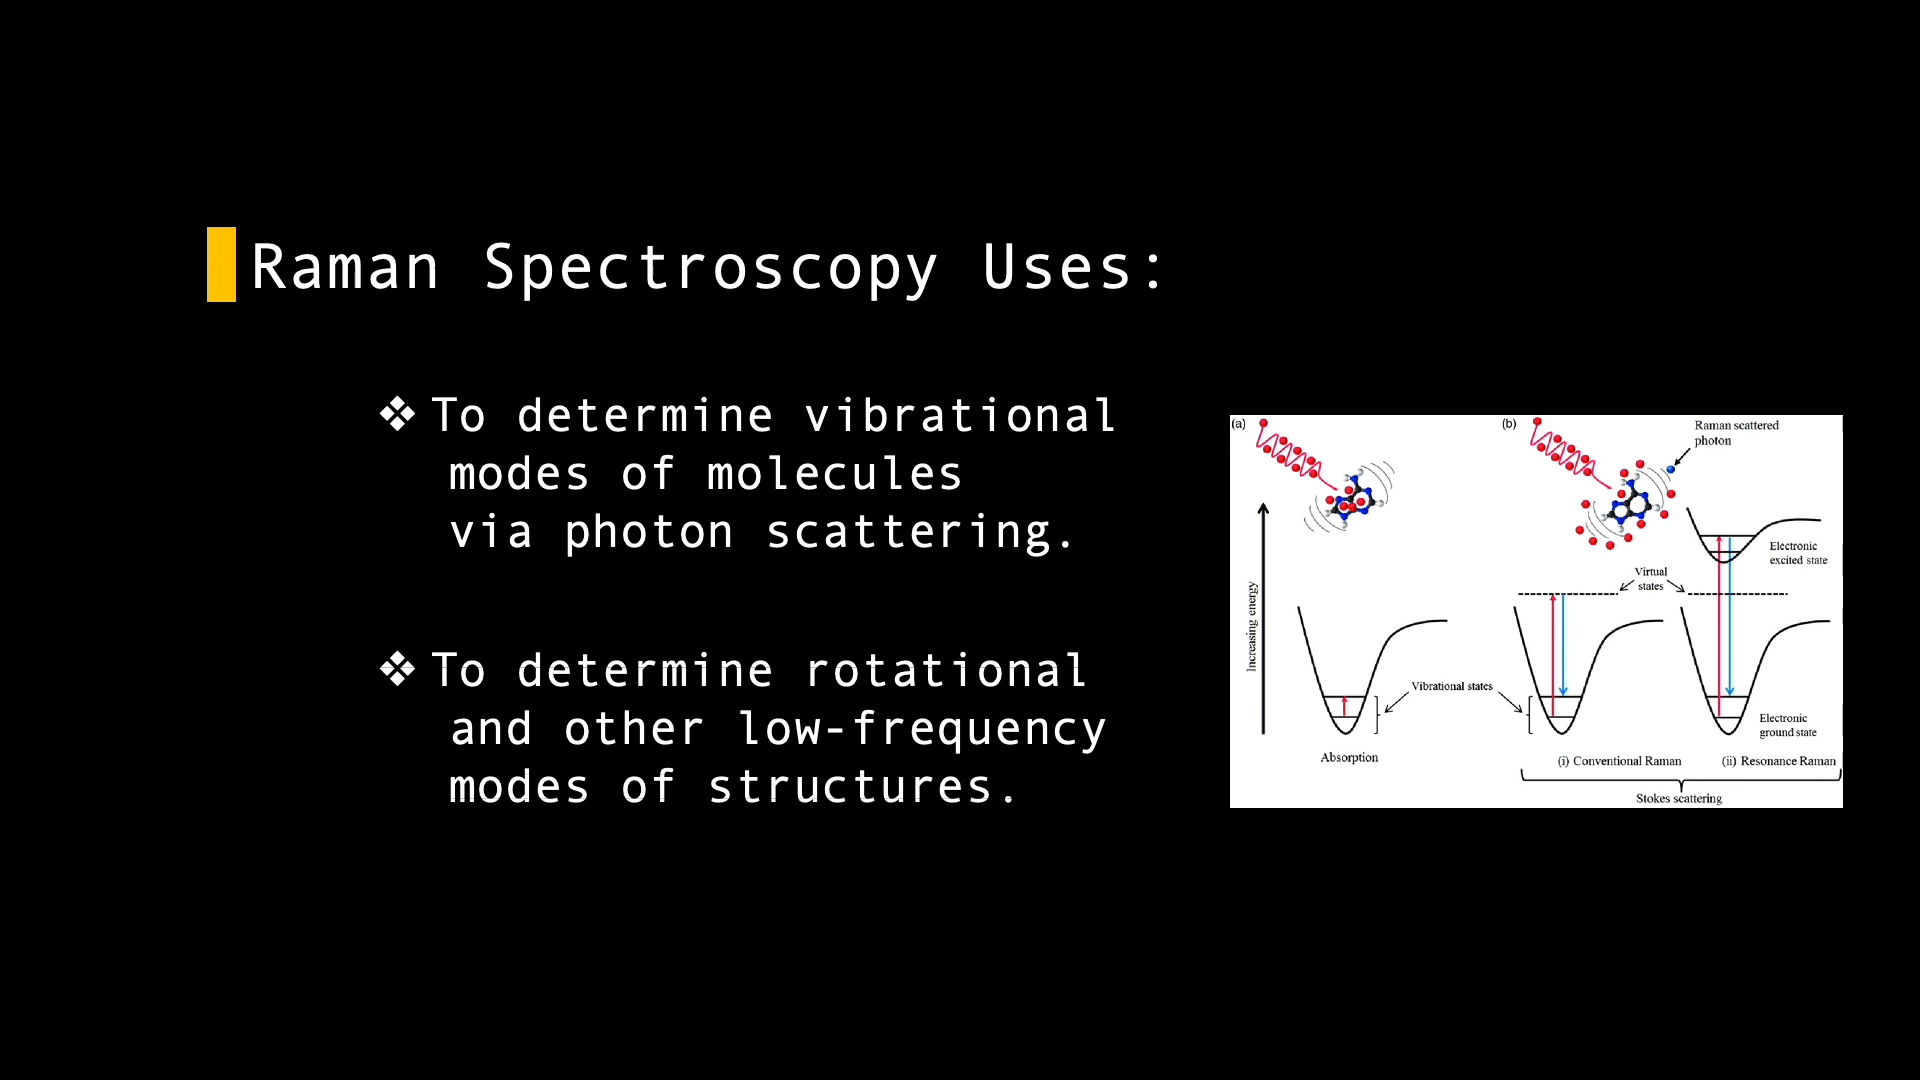 Raman Spectroscopy Uses:
❖ To determine vibrational
modes of molecules
via photon scattering.
❖ To determine rotational
and other low-frequency
modes of structures.
(a)
(b)
Raman scattered
photon
Increasing energy
Electronic
excited state
Virtual
states
Vibrational states
Electronic
ground state
Absorption
(i) Conventional Raman
(ii) Resonance Raman
Stokes scattering